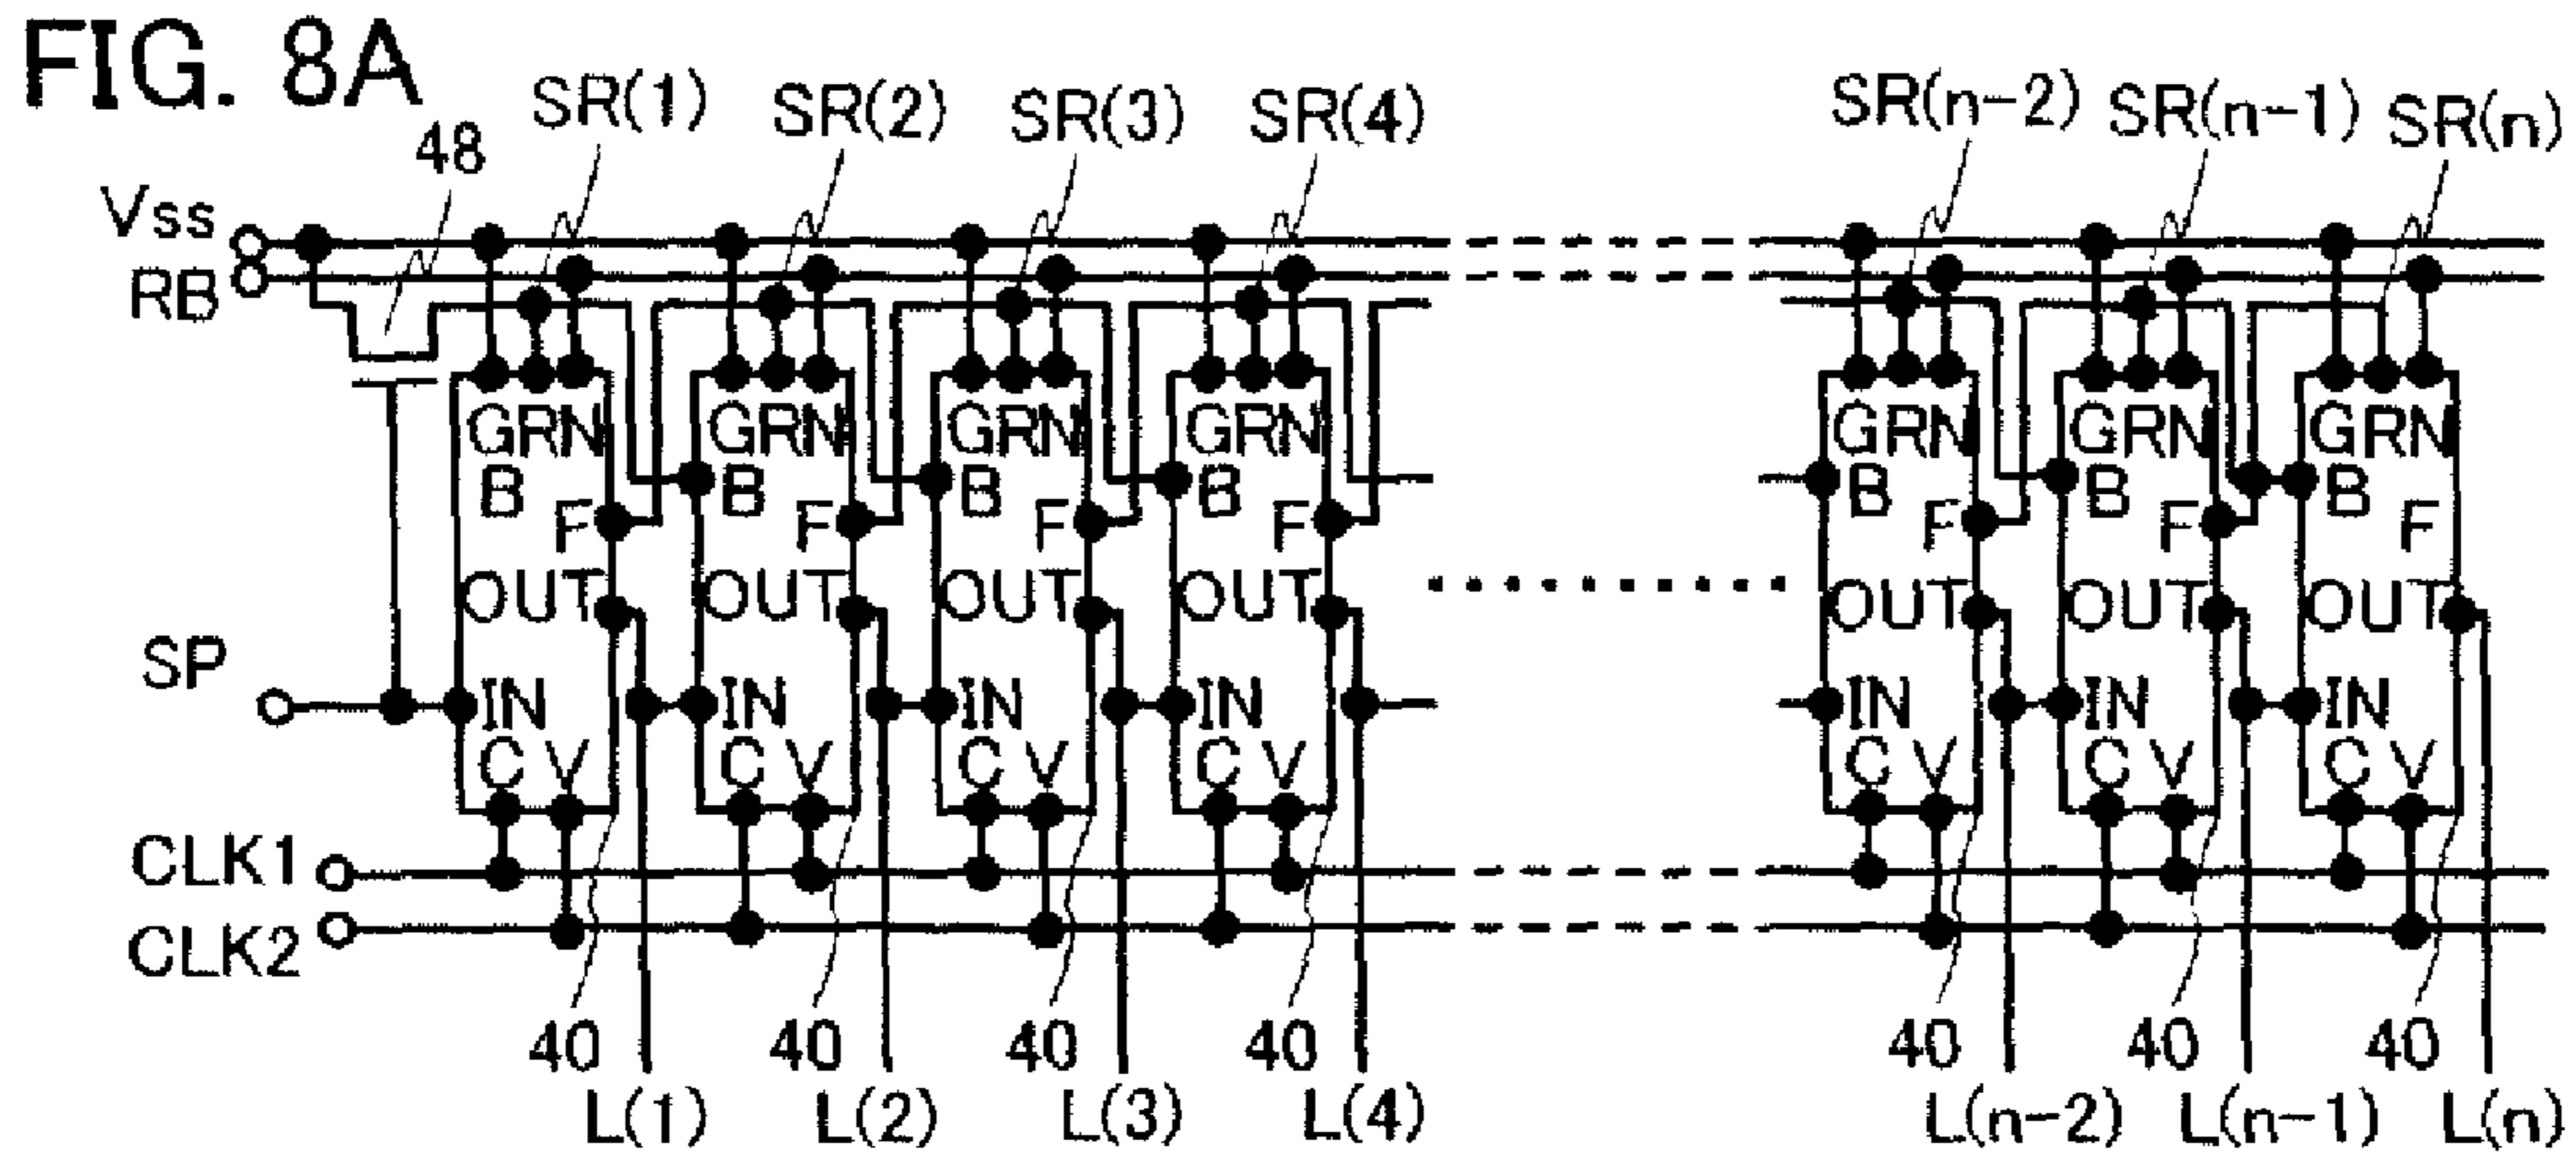 FIG. 8A
48 SR(1) SR(2) SR(3) SR(4) SR(n-2) SR(n-1) SR(n)
Vss
RB
GRN GRN GRN GRN GRN GRN GRN
B B B B B B B
F F F F F F F
OUT OUT OUT OUT OUT OUT OUT
SP
IN IN IN IN IN IN IN
C V C V C V C V C V C V C V
CLK1
CLK2
40 40 40 40 40 40 40
L(1) L(2) L(3) L(4) L(n-2) L(n-1) L(n)